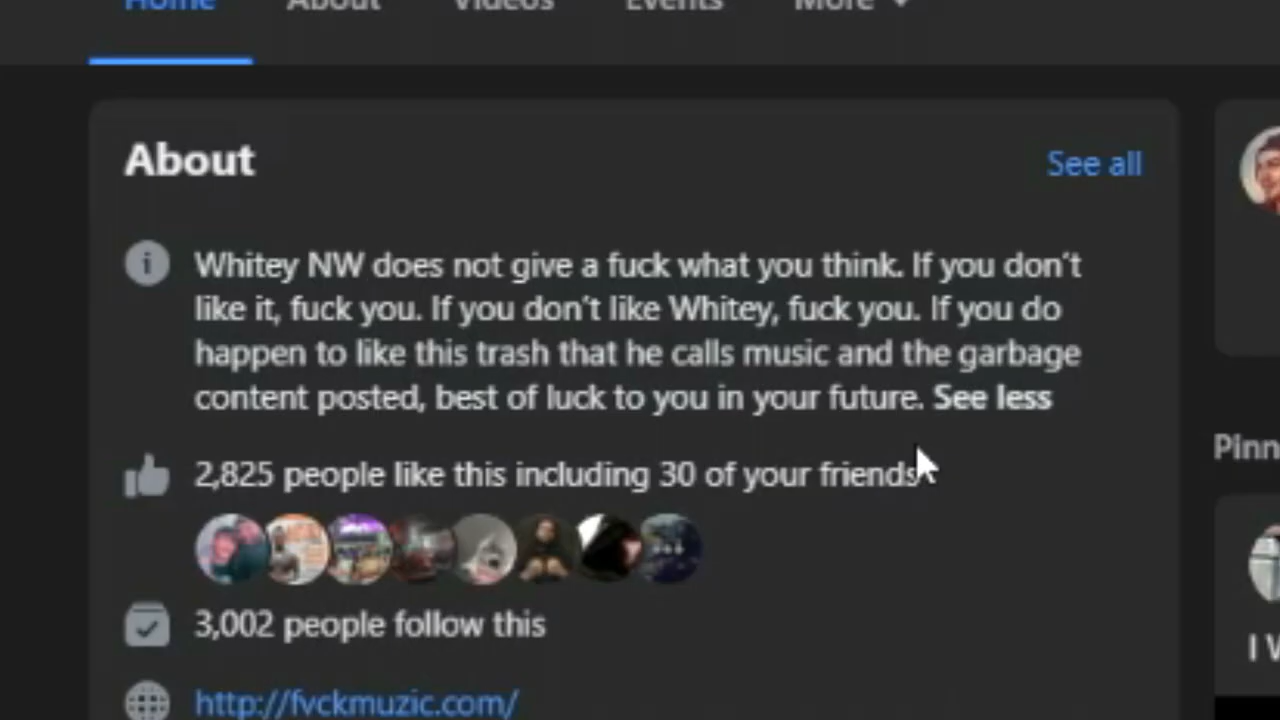 Home About Videos Events More
About
See all
Whitey NW does not give a fuck what you think. If you don't
like it, fuck you. If you don't like Whitey, fuck you. If you do
happen to like this trash that he calls music and the garbage
content posted, best of luck to you in your future. See less
2,825 people like this including 30 of your friends
3,002 people follow this
http://fvckmuzic.com/
Pinn
I